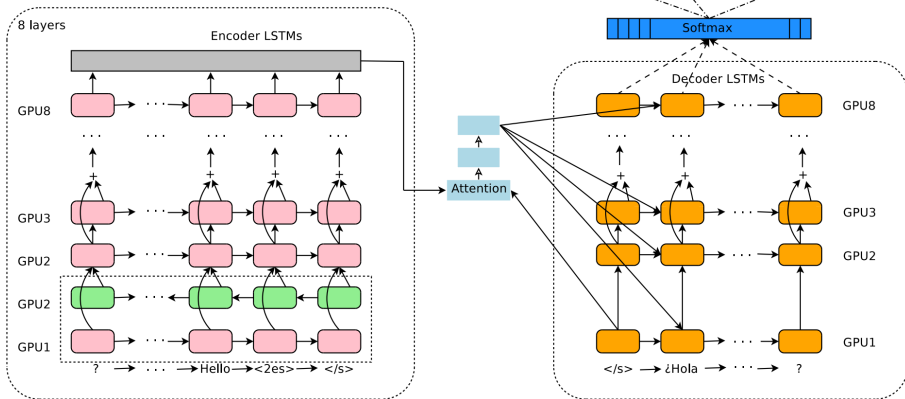 8 layers
Encoder LSTMs
GPU8
... ... ... ...
+ + + +
GPU3
GPU2
GPU2
GPU1
? ... Hello <2es> </s>
Attention
Softmax
Decoder LSTMs
GPU8
... ... ...
+ + +
GPU3
GPU2
GPU1
</s> ¿Hola ... ?